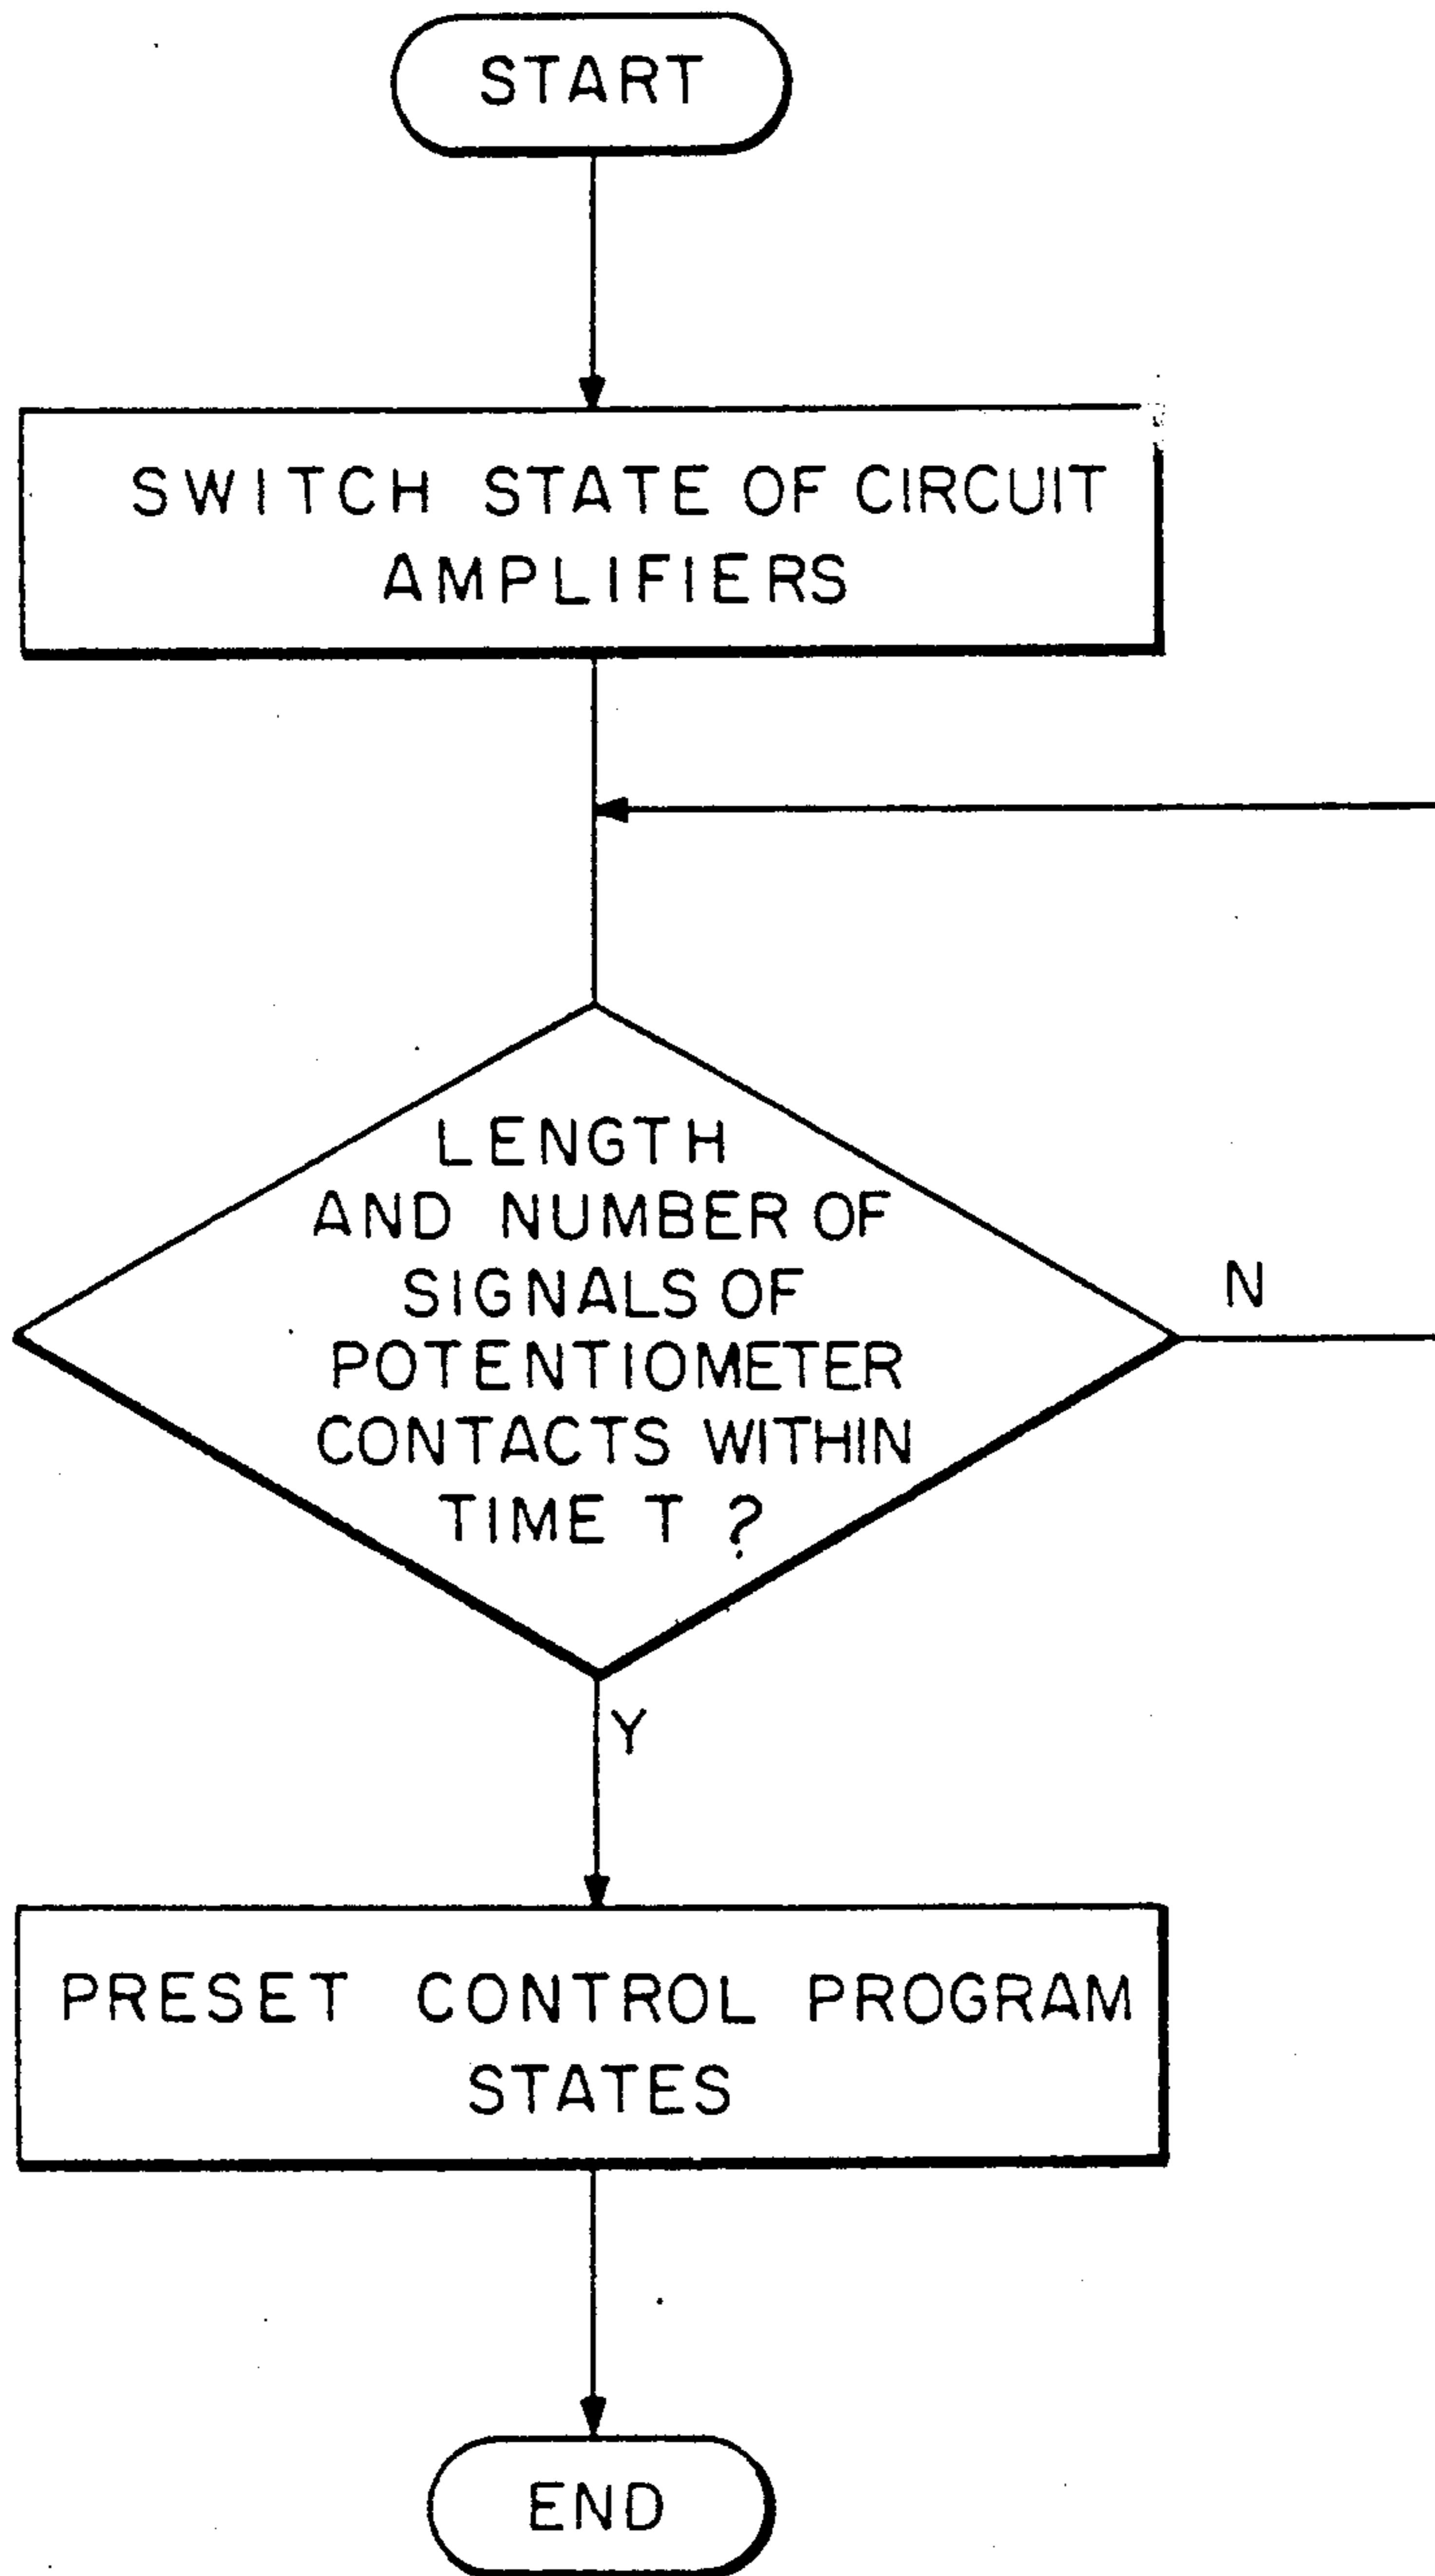 START
SWITCH STATE OF CIRCUIT
AMPLIFIERS
LENGTH
AND NUMBER OF
SIGNALS OF
POTENTIOMETER
CONTACTS WITHIN
TIME T ?
N
Y
PRESET CONTROL PROGRAM
STATES
END